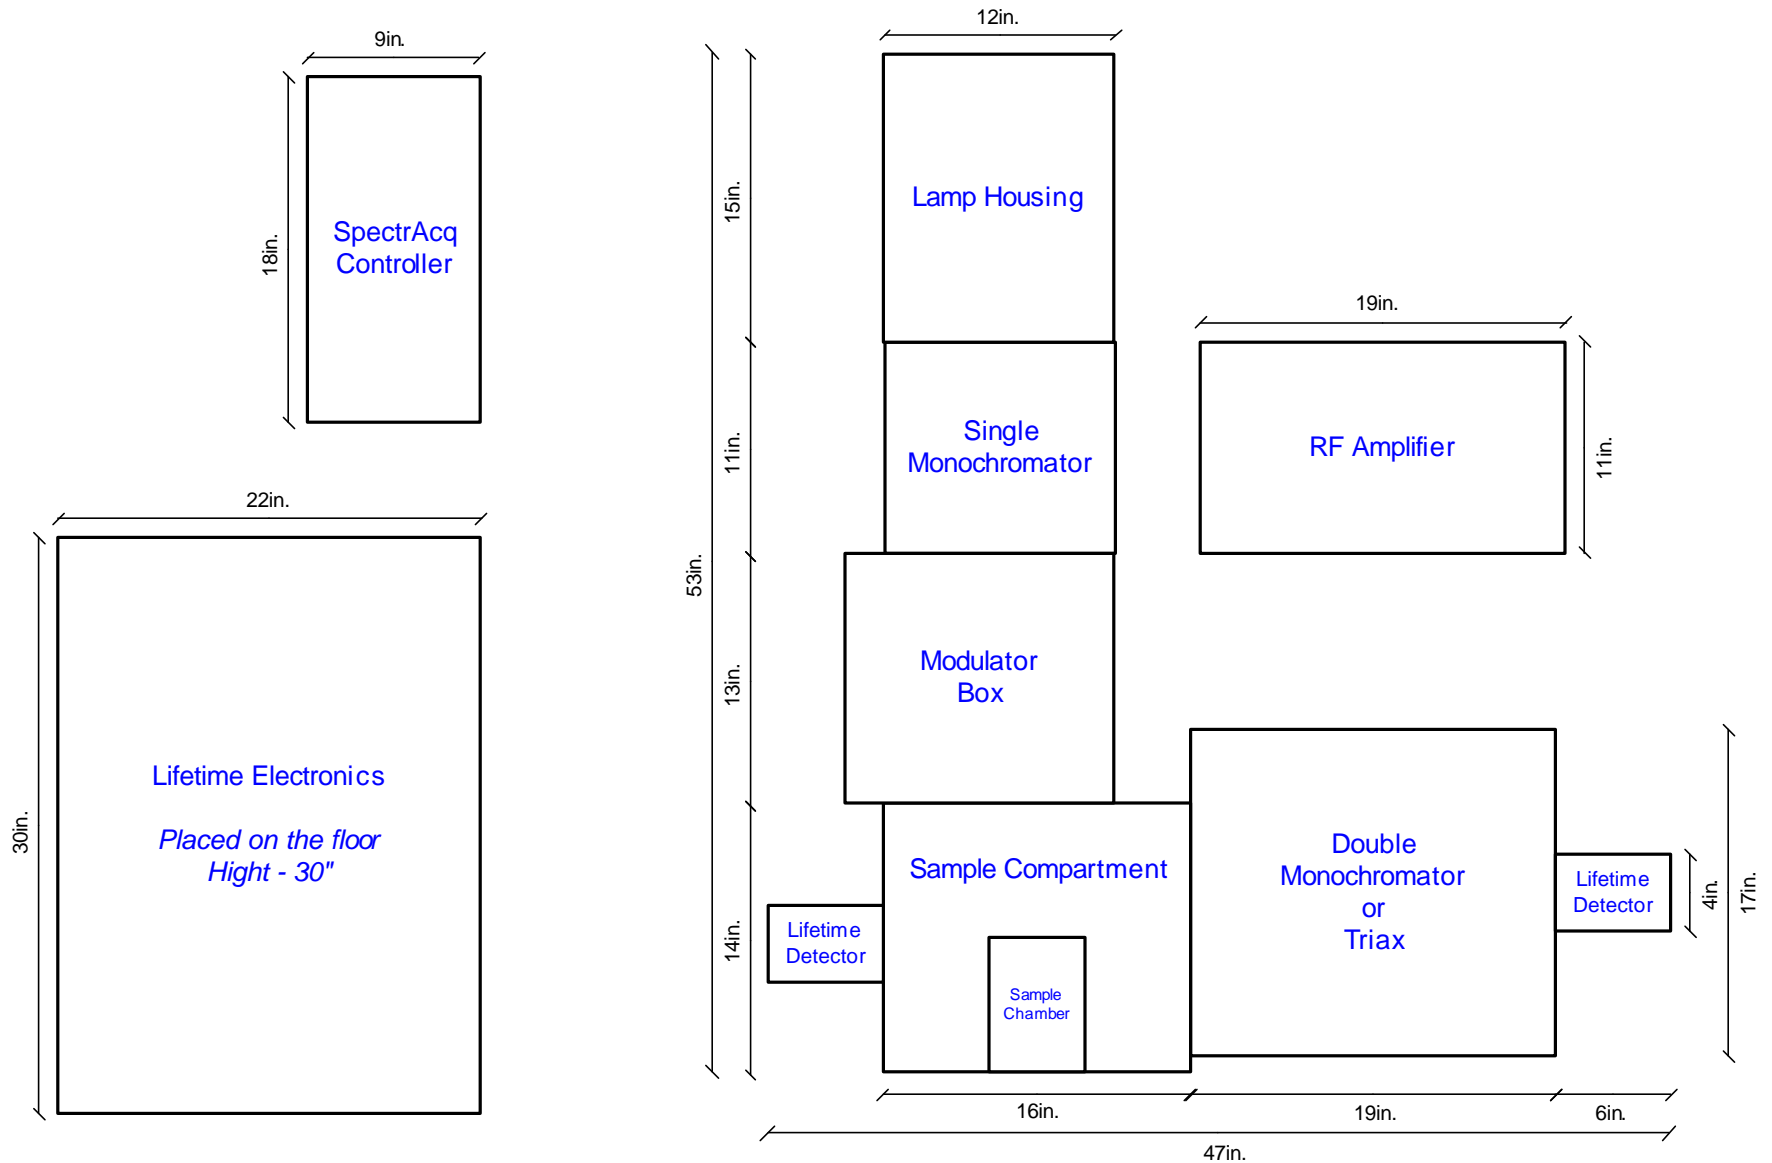 12in.
9in.
53in.
15in.
Lamp Housing
18in.
SpectrAcq
Controller
19in.
11in.
Single
Monochromator
RF Amplifier
11in.
22in.
13in.
Modulator
Box
30in.
Lifetime Electronics
Placed on the floor
Hight - 30"
14in.
Sample Compartment
Lifetime
Detector
Sample
Chamber
Double
Monochromator
or
Triax
Lifetime
Detector
4in.
17in.
16in.
19in.
6in.
47in.